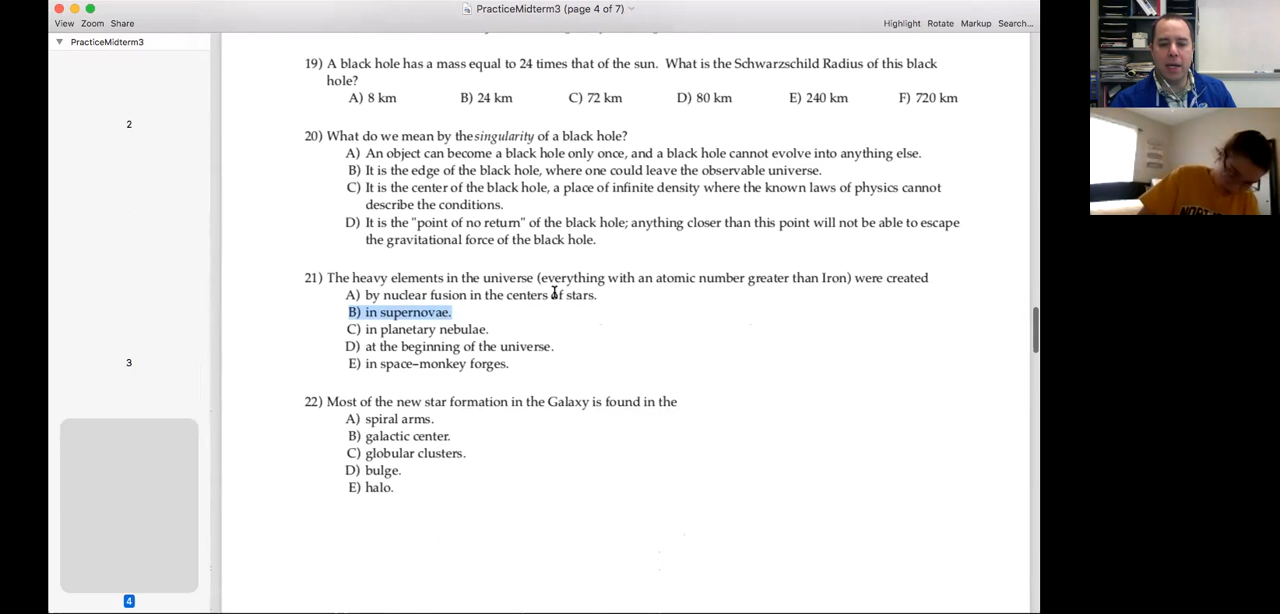 PracticeMidterm3 (page 4 of 7)
View Zoom Share
Highlight Rotate Markup Search...
PracticeMidterm3
2
3
4
19) A black hole has a mass equal to 24 times that of the sun. What is the Schwarzschild Radius of this black
hole?
A) 8 km B) 24 km C) 72 km D) 80 km E) 240 km F) 720 km
20) What do we mean by the singularity of a black hole?
A) An object can become a black hole only once, and a black hole cannot evolve into anything else.
B) It is the edge of the black hole, where one could leave the observable universe.
C) It is the center of the black hole, a place of infinite density where the known laws of physics cannot
describe the conditions.
D) It is the "point of no return" of the black hole; anything closer than this point will not be able to escape
the gravitational force of the black hole.
21) The heavy elements in the universe (everything with an atomic number greater than Iron) were created
A) by nuclear fusion in the centers of stars.
B) in supernovae.
C) in planetary nebulae.
D) at the beginning of the universe.
E) in space-monkey forges.
22) Most of the new star formation in the Galaxy is found in the
A) spiral arms.
B) galactic center.
C) globular clusters.
D) bulge.
E) halo.